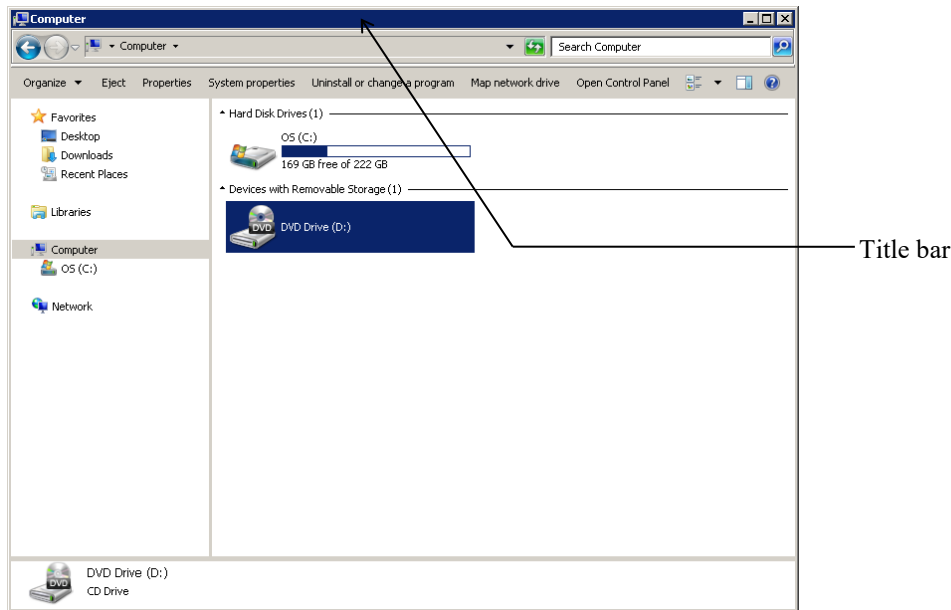 Computer
Computer
Search Computer
Organize Eject Properties System properties Uninstall or change a program Map network drive Open Control Panel
Favorites
Desktop
Downloads
Recent Places
Libraries
Computer
OS (C:)
Network
Hard Disk Drives (1)
OS (C:)
169 GB free of 222 GB
Devices with Removable Storage (1)
DVD DVD Drive (D:)
Title bar
DVD DVD Drive (D:)
CD Drive